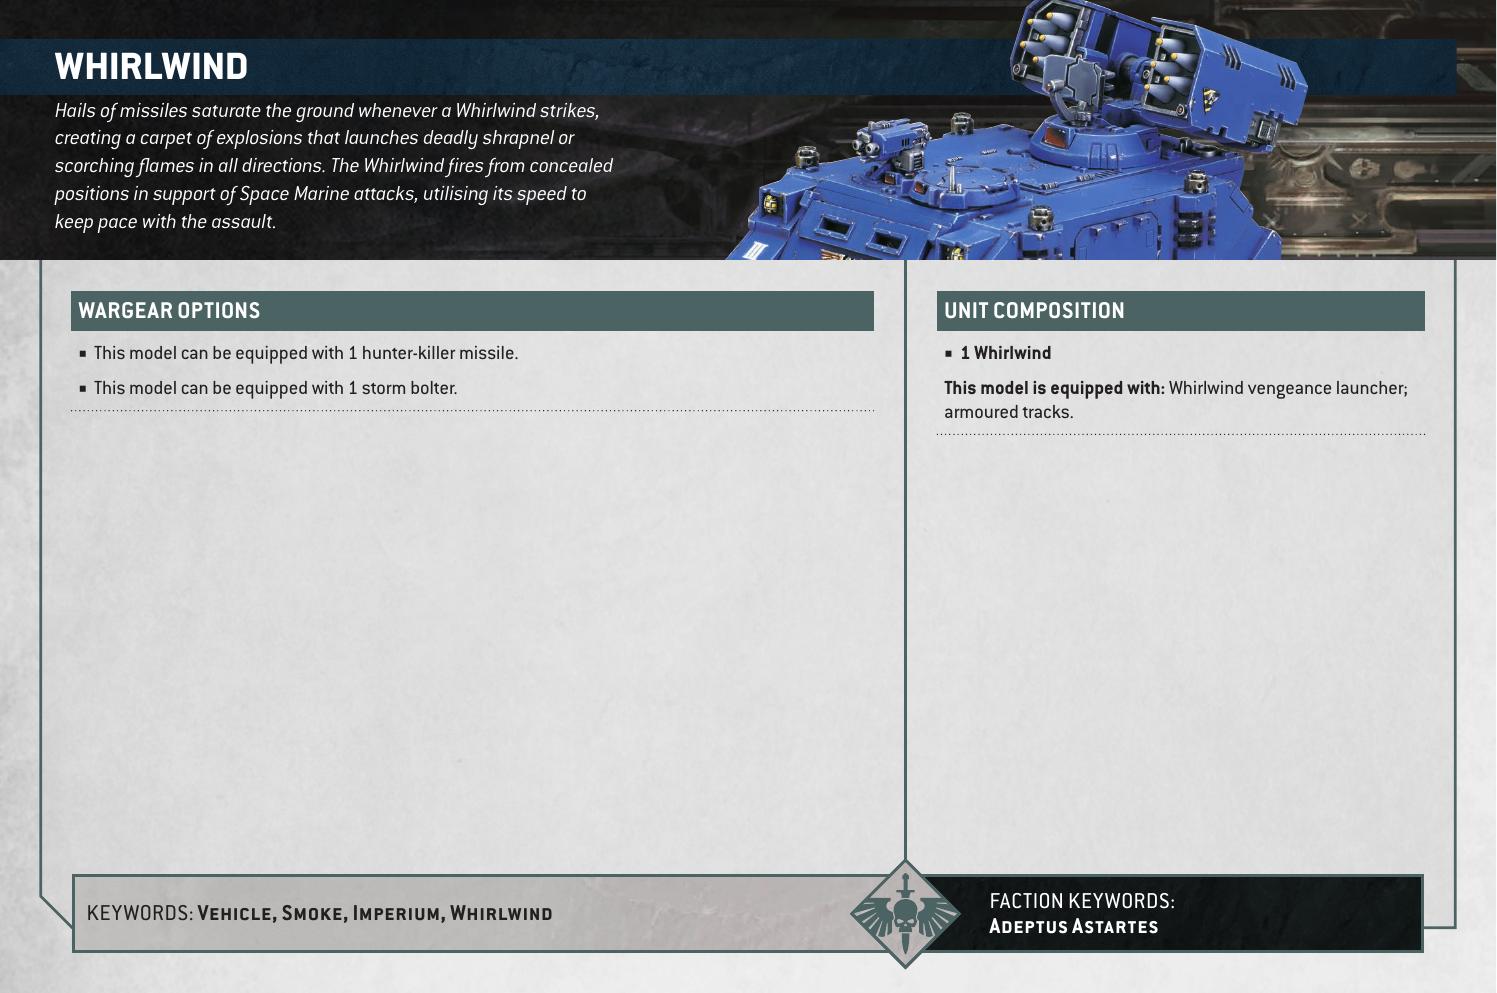 WHIRLWIND
Hails of missiles saturate the ground whenever a Whirlwind strikes,
creating a carpet of explosions that launches deadly shrapnel or
scorching flames in all directions. The Whirlwind fires from concealed
positions in support of Space Marine attacks, utilising its speed to
keep pace with the assault.
WARGEAR OPTIONS
▪ This model can be equipped with 1 hunter-killer missile.
▪ This model can be equipped with 1 storm bolter.
UNIT COMPOSITION
▪ 1 Whirlwind
This model is equipped with: Whirlwind vengeance launcher;
armoured tracks.
KEYWORDS: Vehicle, Smoke, Imperium, Whirlwind
FACTION KEYWORDS:
Adeptus Astartes